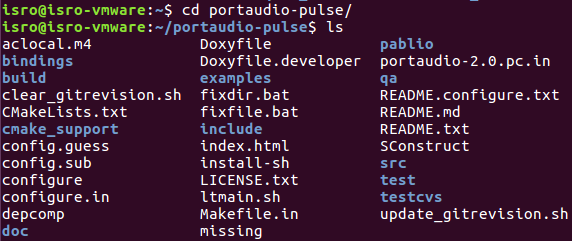 isro@isro-vmware:~$ cd portaudio-pulse/
isro@isro-vmware:~/portaudio-pulse$ ls
aclocal.m4 Doxyfile pablio
bindings Doxyfile.developer portaudio-2.0.pc.in
build examples qa
clear_gitrevision.sh fixdir.bat README.configure.txt
CMakeLists.txt fixfile.bat README.md
cmake_support include README.txt
config.guess index.html SConstruct
config.sub install-sh src
configure LICENSE.txt test
configure.in ltmain.sh testcvs
depcomp Makefile.in update_gitrevision.sh
doc missing